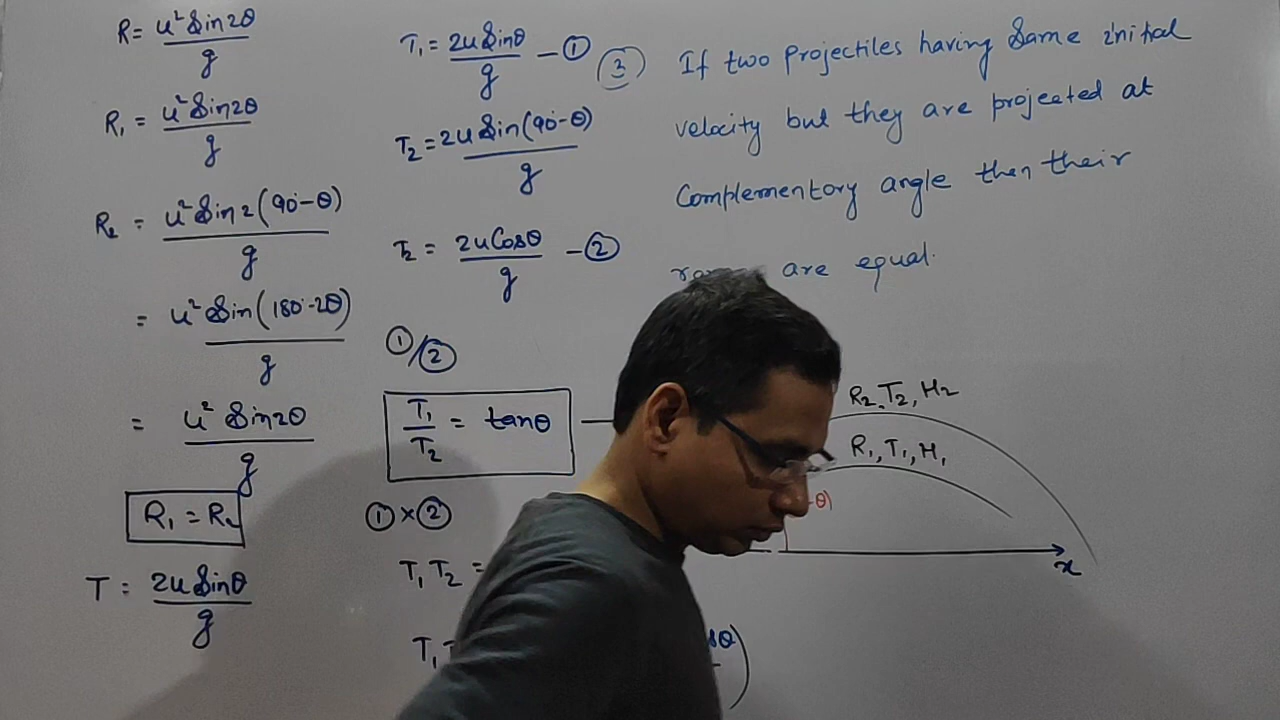 R = u² Sin2θ / g
R₁ = u² Sin2θ / g
R₂ = u² Sin2(90°-θ) / g
= u² Sin(180°-2θ) / g
= u² Sin2θ / g
R₁ = R₂
T = 2u Sinθ / g
T₁ = 2u Sinθ / g — ①
T₂ = 2u Sin(90°-θ) / g
T₂ = 2u Cosθ / g — ②
①/②
T₁ / T₂ = tanθ
① × ②
T₁ T₂ =
③ If two projectiles having Same initial
velocity but they are projected at
Complementory angle then their
are equal.
R₂, T₂, H₂
R₁, T₁, H₁
-θ)
x